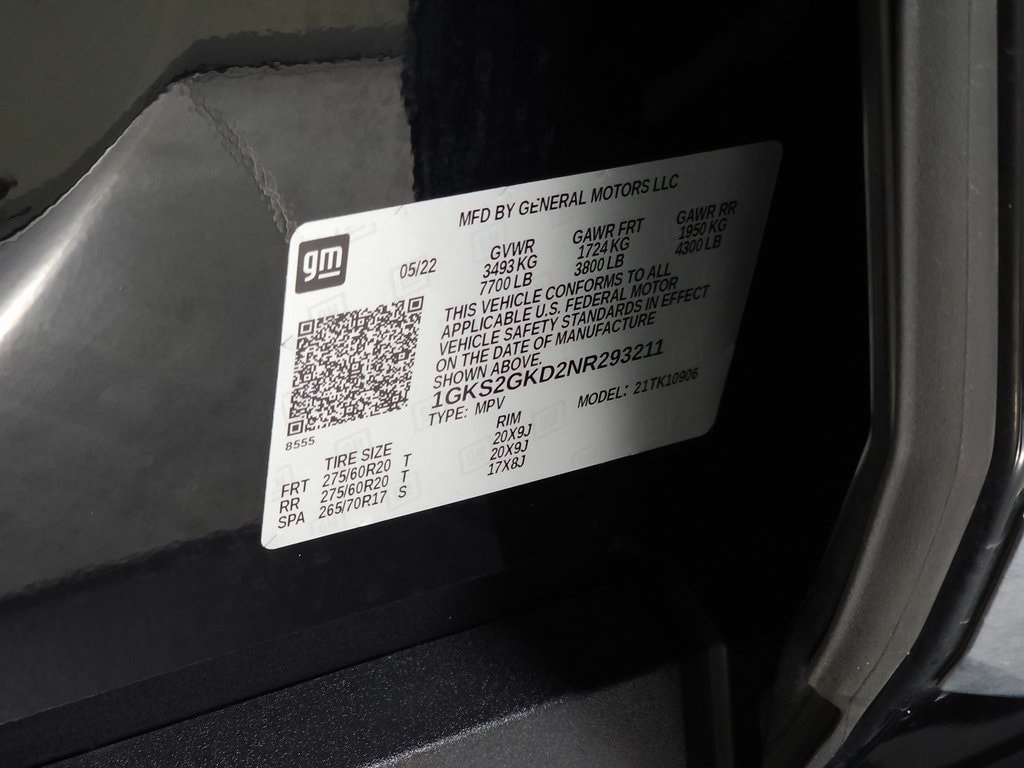 MFD BY GENERAL MOTORS LLC
gm
05/22
GVWR
3493 KG
7700 LB
GAWR FRT
1724 KG
3800 LB
GAWR RR
1950 KG
4300 LB
THIS VEHICLE CONFORMS TO ALL
APPLICABLE U.S. FEDERAL MOTOR
VEHICLE SAFETY STANDARDS IN EFFECT
ON THE DATE OF MANUFACTURE
SHOWN ABOVE.
1GKS2GKD2NR293211
TYPE: MPV
MODEL: 21TK10906
8555
TIRE SIZE
RIM
FRT 275/60R20 T 20X9J
RR 275/60R20 T 20X9J
SPA 265/70R17 S 17X8J